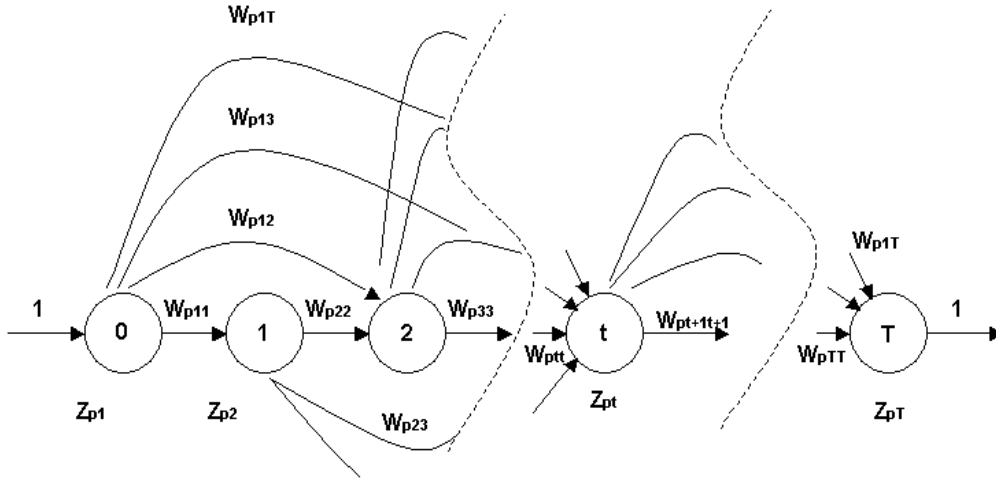 Wp1T
Wp13
Wp12
Wp1T
1
0
Wp11
1
Wp22
2
Wp33
Wptt
t
Wpt+1t+1
WpTT
T
1
Zp1
Zp2
Wp23
Zpt
ZpT